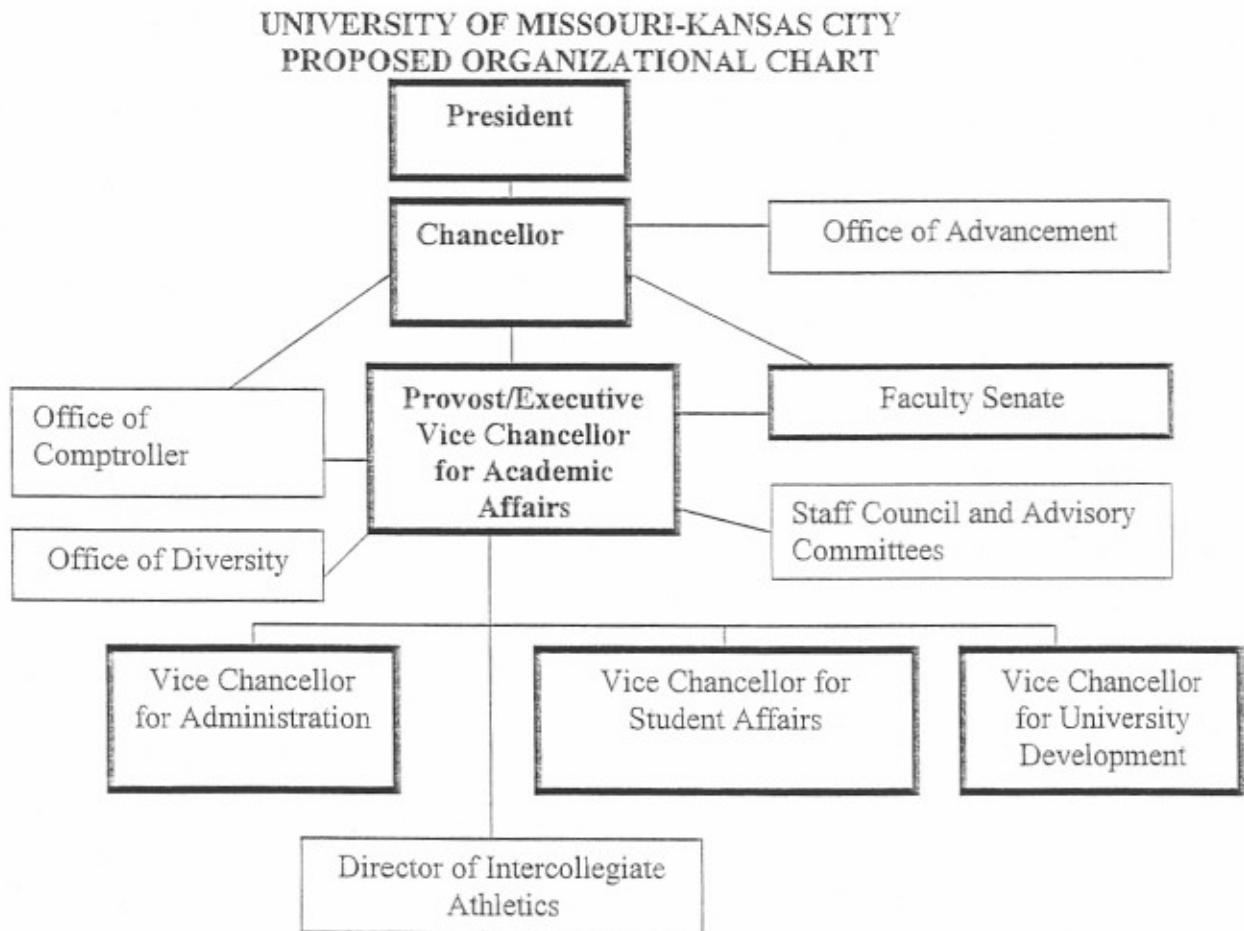 UNIVERSITY OF MISSOURI-KANSAS CITY
PROPOSED ORGANIZATIONAL CHART
President
Chancellor
Office of Advancement
Office of
Comptroller
Provost/Executive
Vice Chancellor
for Academic
Affairs
Faculty Senate
Staff Council and Advisory
Committees
Office of Diversity
Vice Chancellor
for Administration
Vice Chancellor for
Student Affairs
Vice Chancellor
for University
Development
Director of Intercollegiate
Athletics